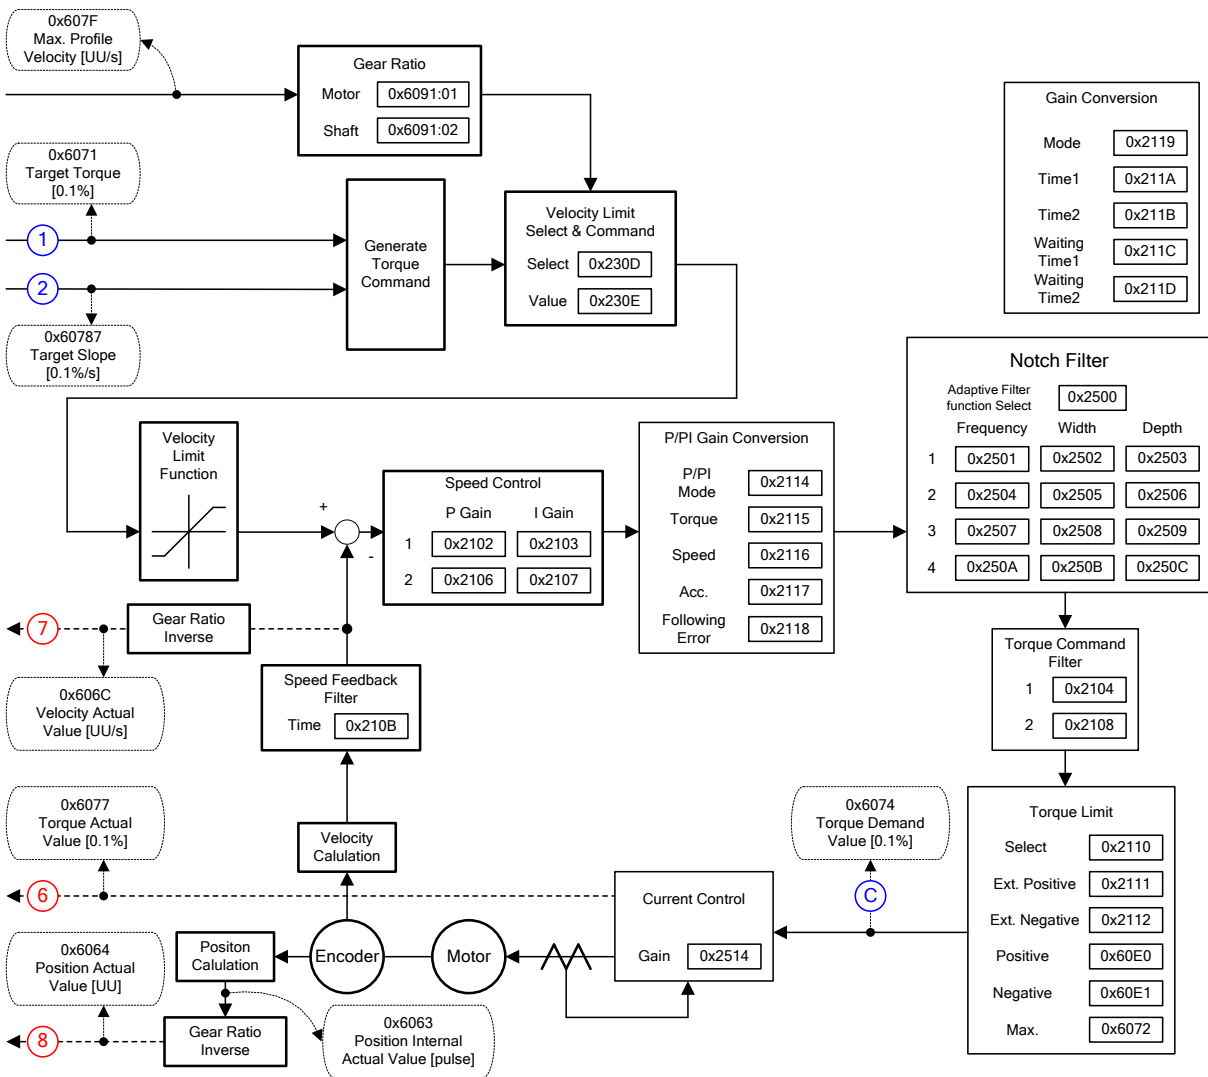 0x607F
Max. Profile
Velocity [UU/s]
Gear Ratio
Motor 0x6091:01
Shaft 0x6091:02
Gain Conversion
Mode 0x2119
Time1 0x211A
Time2 0x211B
Waiting
Time1 0x211C
Waiting
Time2 0x211D
0x6071
Target Torque
[0.1%]
1
2
0x60787
Target Slope
[0.1%/s]
Generate
Torque
Command
Velocity Limit
Select & Command
Select 0x230D
Value 0x230E
Notch Filter
Adaptive Filter
function Select 0x2500
Frequency Width Depth
1 0x2501 0x2502 0x2503
2 0x2504 0x2505 0x2506
3 0x2507 0x2508 0x2509
4 0x250A 0x250B 0x250C
Velocity
Limit
Function
+
-
Speed Control
P Gain I Gain
1 0x2102 0x2103
2 0x2106 0x2107
P/PI Gain Conversion
P/PI
Mode 0x2114
Torque 0x2115
Speed 0x2116
Acc. 0x2117
Following
Error 0x2118
7
Gear Ratio
Inverse
0x606C
Velocity Actual
Value [UU/s]
Speed Feedback
Filter
Time 0x210B
Torque Command
Filter
1 0x2104
2 0x2108
0x6077
Torque Actual
Value [0.1%]
Velocity
Calulation
0x6074
Torque Demand
Value [0.1%]
Torque Limit
Select 0x2110
Ext. Positive 0x2111
Ext. Negative 0x2112
Positive 0x60E0
Negative 0x60E1
Max. 0x6072
6
C
Current Control
Gain 0x2514
0x6064
Position Actual
Value [UU]
Positon
Calulation
Encoder
Motor
8
Gear Ratio
Inverse
0x6063
Position Internal
Actual Value [pulse]